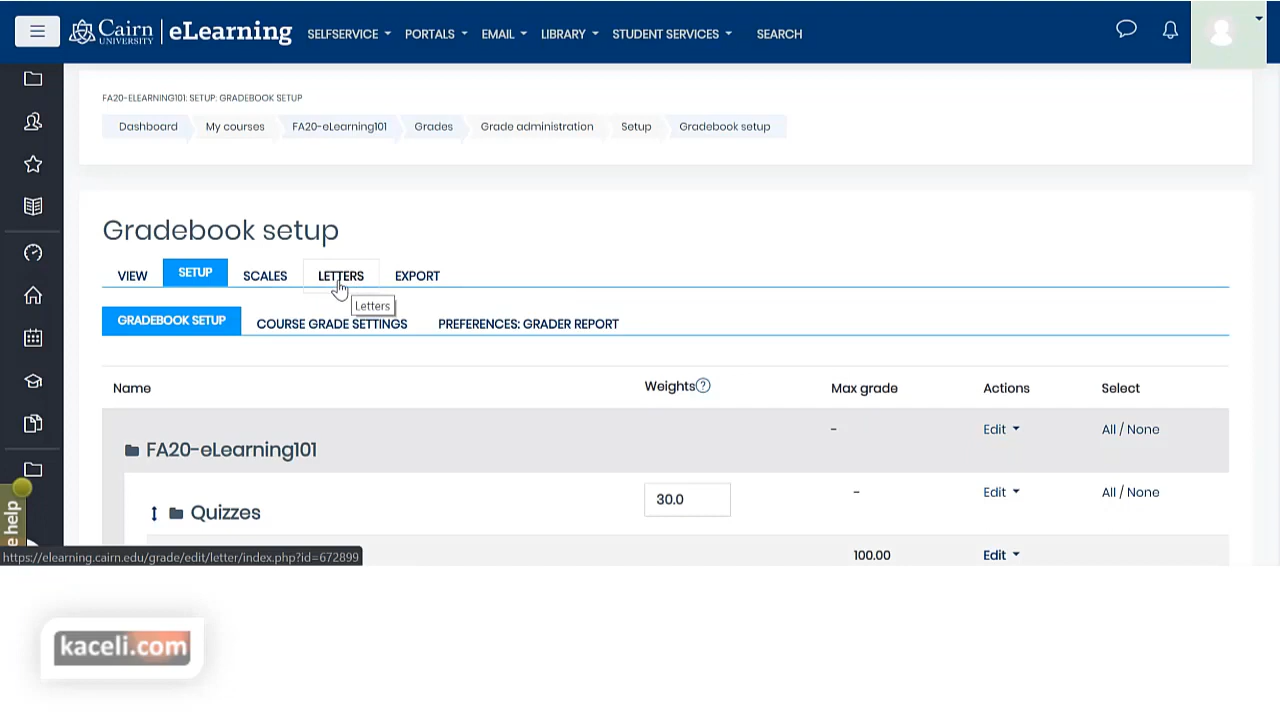 Cairn UNIVERSITY | eLearning SELFSERVICE PORTALS EMAIL LIBRARY STUDENT SERVICES SEARCH
FA20-ELEARNING101: SETUP: GRADEBOOK SETUP
Dashboard My courses FA20-eLearning101 Grades Grade administration Setup Gradebook setup
Gradebook setup
VIEW SETUP SCALES LETTERS EXPORT
Letters
GRADEBOOK SETUP COURSE GRADE SETTINGS PREFERENCES: GRADER REPORT
Name Weights? Max grade Actions Select
FA20-eLearning101 - Edit All / None
Quizzes 30.0 - Edit All / None
100.00 Edit
e help
https://elearning.cairn.edu/grade/edit/letter/index.php?id=672899
kaceli.com